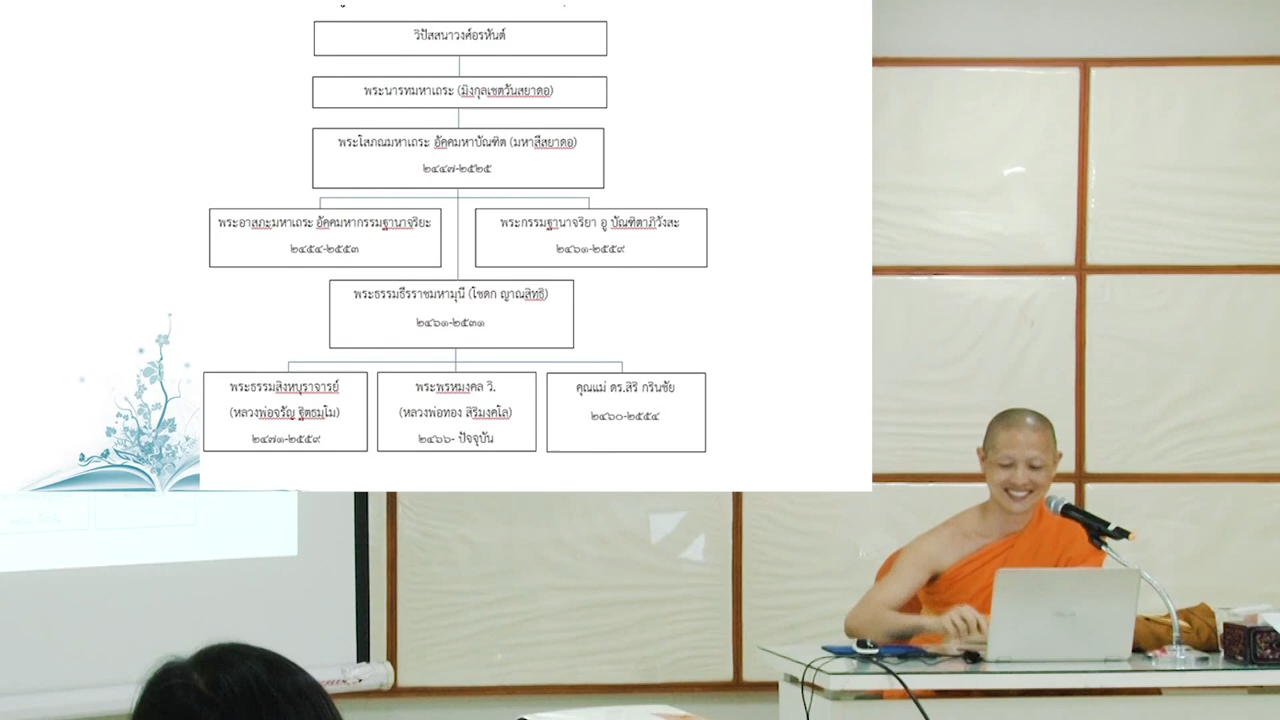 วิปัสสนาวงศ์อรหันต์
พระนารทมหาเถระ (มิงกุลเชตวันสยาดอ)
พระโสภณมหาเถระ อัคคมหาบัณฑิต (มหาสีสยาดอ)
๒๔๔๗-๒๕๒๕
พระอาสภะมหาเถระ อัคคมหากรรมฐานาจริยะ
๒๔๕๔-๒๕๕๓
พระกรรมฐานาจริยา อู บัณฑิตาภิวังสะ
๒๔๖๑-๒๕๕๙
พระธรรมธีรราชมหามุนี (โชดก ญาณสิทธิ)
๒๔๖๑-๒๕๓๑
พระธรรมสิงหบุราจารย์
(หลวงพ่อจรัญ ฐิตธมฺโม)
๒๔๗๑-๒๕๕๙
พระพรหมงคล วิ.
(หลวงพ่อทอง สิริมงคโล)
๒๔๖๖- ปัจจุบัน
คุณแม่ ดร.สิริ กรินชัย
๒๔๖๐-๒๕๕๔